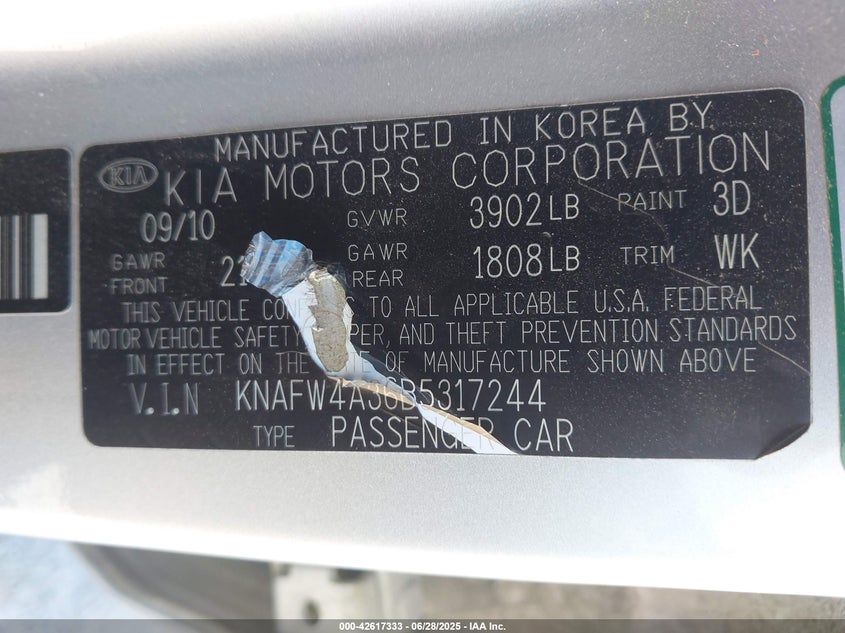 MANUFACTURED IN KOREA BY
KIA KIA MOTORS CORPORATION
09/10 GVWR 3902LB PAINT 3D
GAWR FRONT GAWR REAR 1808LB TRIM WK
THIS VEHICLE TO ALL APPLICABLE U.S.A. FEDERAL
MOTOR VEHICLE SAFETY, AND THEFT PREVENTION STANDARDS
IN EFFECT ON THE OF MANUFACTURE SHOWN ABOVE
V.I.N KNAFW4A36B5317244
TYPE PASSENGER CAR
000-42617333 | 06/28/2025 - IAA Inc.